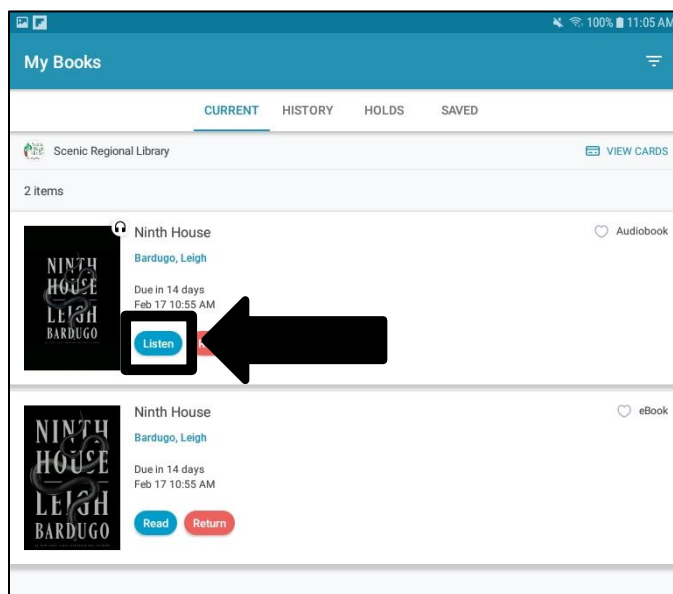 100% 11:05 AM
My Books
CURRENT HISTORY HOLDS SAVED
Scenic Regional Library
VIEW CARDS
2 items
Ninth House
Audiobook
Bardugo, Leigh
Due in 14 days
Feb 17 10:55 AM
Listen
NINTH
HOUSE
LEIGH
BARDUGO
Ninth House
eBook
Bardugo, Leigh
Due in 14 days
Feb 17 10:55 AM
Read Return
NINTH
HOUSE
LEIGH
BARDUGO